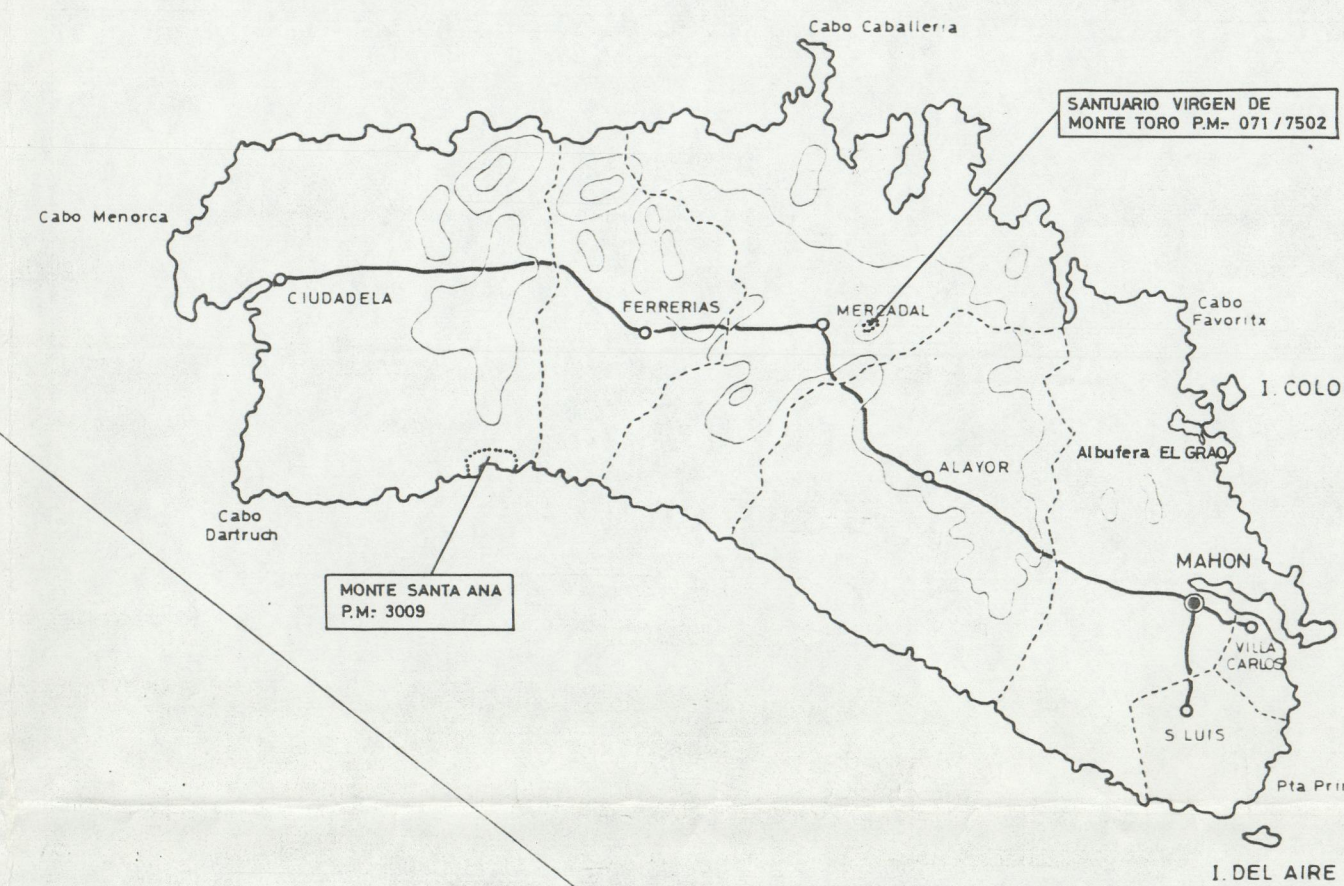 Cabo Caballeria
SANTUARIO VIRGEN DE
MONTE TORO P.M.- 071/7502
Cabo Menorca
CIUDADELA
FERRERIAS
MERCADAL
Cabo
Favoritx
I. COLO
Albufera EL GRAO
ALAYOR
Cabo
Dartruch
MONTE SANTA ANA
P.M.- 3009
MAHON
VILLA
CARLOS
S. LUIS
Pta Pri
I. DEL AIRE